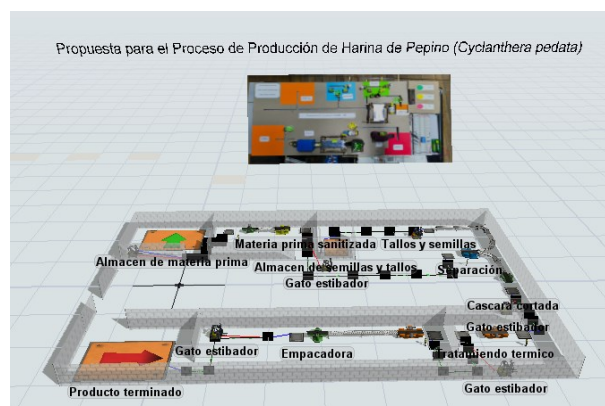 Propuesta para el Proceso de Producción de Harina de Pepino (Cyclanthera pedata)
Materia prima sanitizada
Tallos y semillas
Almacen de materia prima
Almacen de semillas y tallos
Separación
Gato estibador
Cascara cortada
Gato estibador
Gato estibador
Empacadora
Tratamiendo termico
Producto terminado
Gato estibador